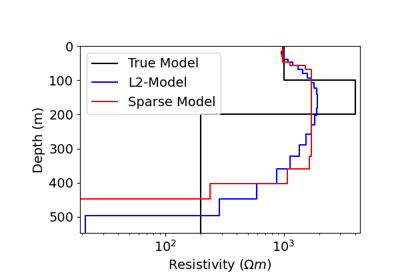 0
100
200
300
400
500
Depth (m)
True Model
L2-Model
Sparse Model
10²
10³
Resistivity (Ωm)